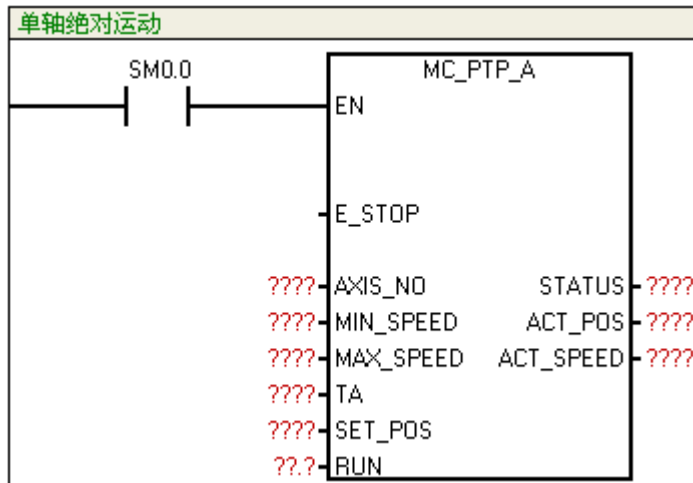 单轴绝对运动
SM0.0
MC_PTP_A
EN
E_STOP
???? AXIS_NO STATUS ????
???? MIN_SPEED ACT_POS ????
???? MAX_SPEED ACT_SPEED ????
???? TA
???? SET_POS
??.? RUN